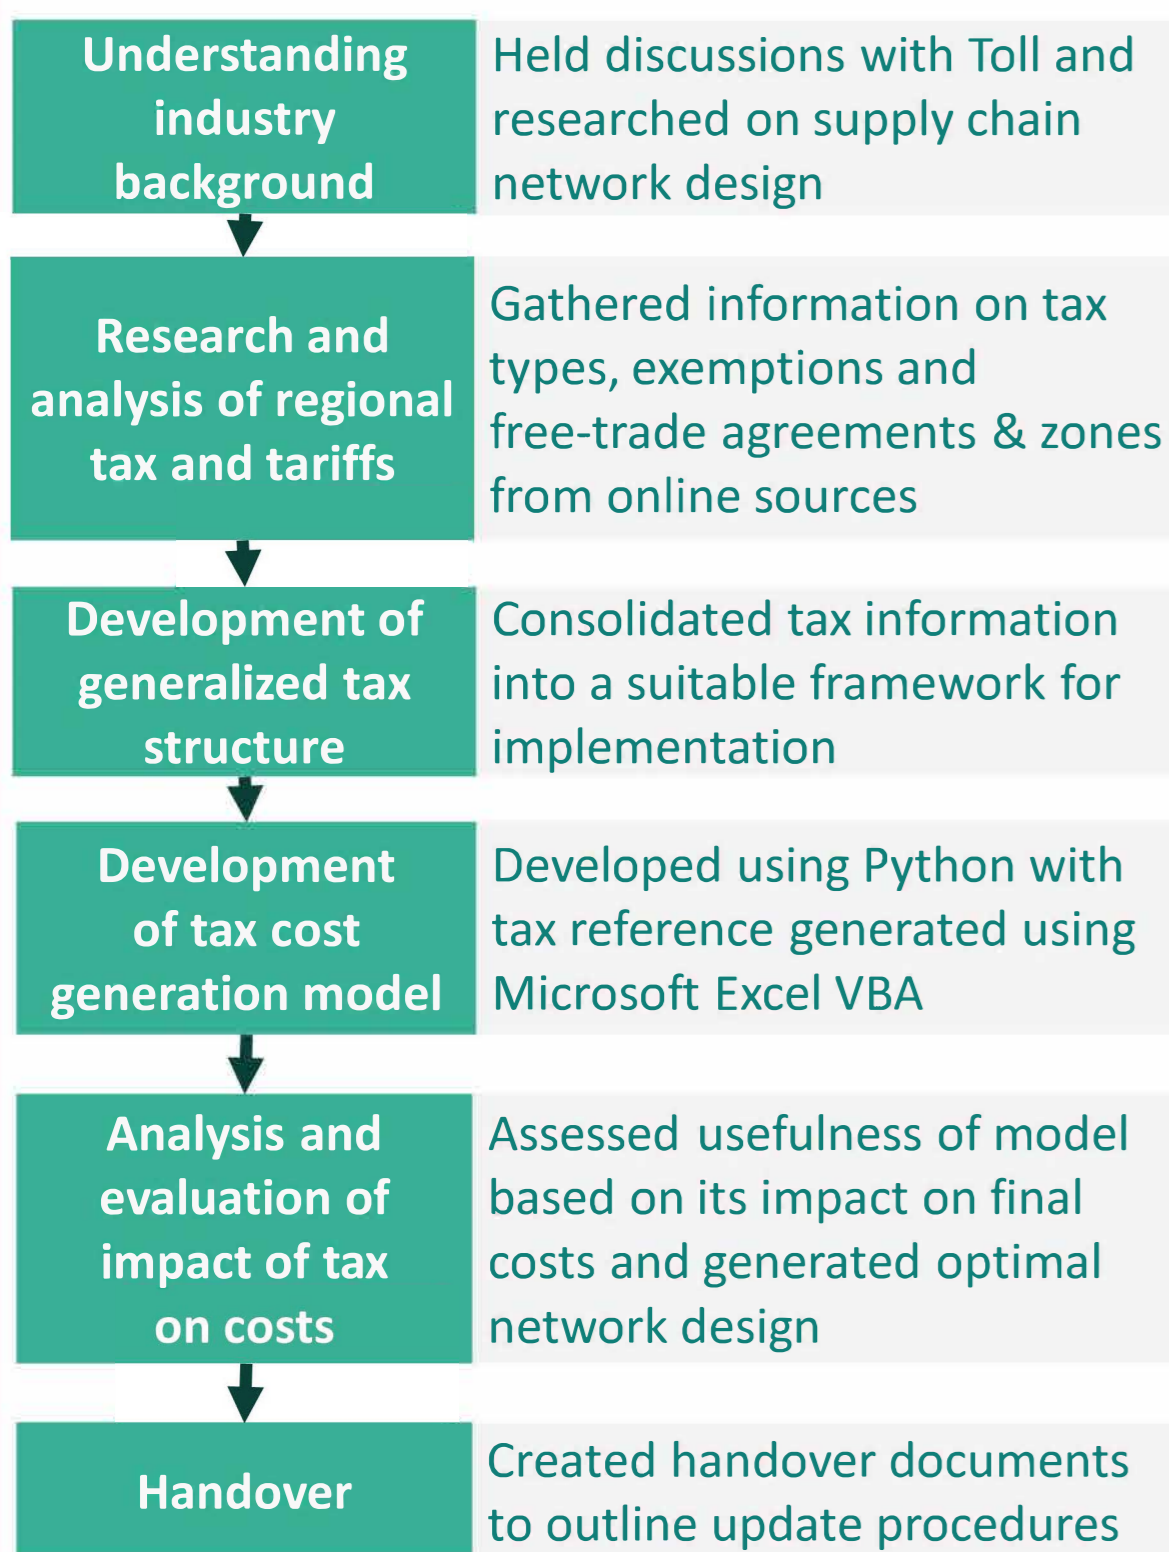 Understanding
industry
background
Held discussions with Toll and
researched on supply chain
network design
Research and
analysis of regional
tax and tariffs
Gathered information on tax
types, exemptions and
free-trade agreements & zones
from online sources
Development of
generalized tax
structure
Consolidated tax information
into a suitable framework for
implementation
Development
of tax cost
generation model
Developed using Python with
tax reference generated using
Microsoft Excel VBA
Analysis and
evaluation of
impact of tax
on costs
Assessed usefulness of model
based on its impact on final
costs and generated optimal
network design
Handover
Created handover documents
to outline update procedures